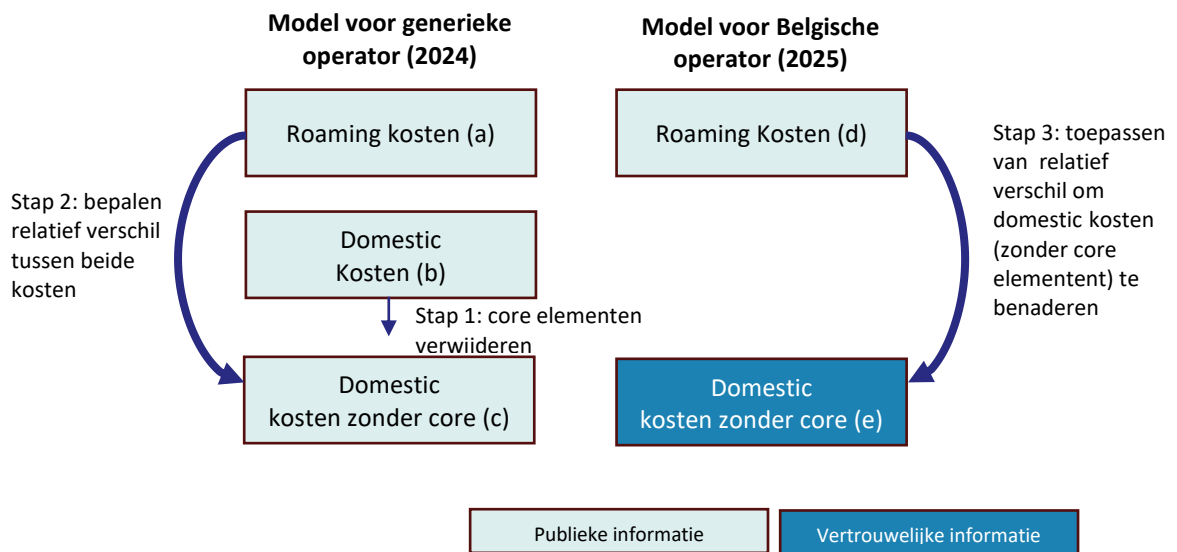 Model voor generieke
operator (2024)
Model voor Belgische
operator (2025)
Roaming kosten (a)
Roaming Kosten (d)
Stap 2: bepalen
relatief verschil
tussen beide
kosten
Domestic
Kosten (b)
Stap 3: toepassen
van relatief
verschil om
domestic kosten
(zonder core
elementent) te
benaderen
Stap 1: core elementen
verwiideren
Domestic
kosten zonder core (c)
Domestic
kosten zonder core (e)
Publieke informatie
Vertrouwelijke informatie